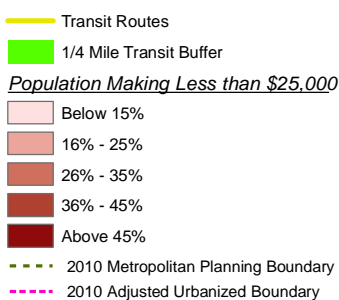 Transit Routes
1/4 Mile Transit Buffer
Population Making Less than $25,000
Below 15%
16% - 25%
26% - 35%
36% - 45%
Above 45%
2010 Metropolitan Planning Boundary
2010 Adjusted Urbanized Boundary